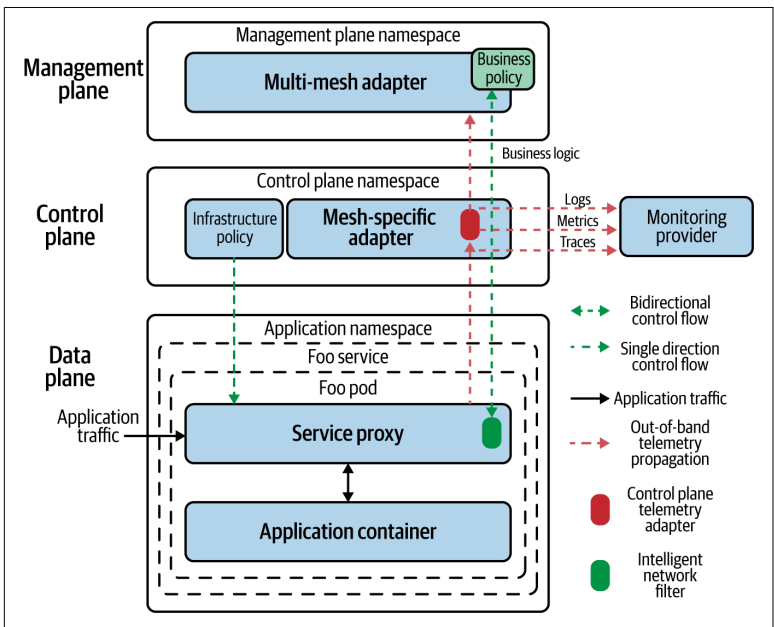 Management plane namespace
Management
plane
Multi-mesh adapter
Business
policy
Business logic
Control plane namespace
Control
plane
Infrastructure
policy
Mesh-specific
adapter
Logs
Metrics
Traces
Monitoring
provider
Application namespace
Data
plane
Foo service
Foo pod
Application
traffic
Service proxy
Application container
Bidirectional
control flow
Single direction
control flow
Application traffic
Out-of-band
telemetry
propagation
Control plane
telemetry
adapter
Intelligent
network
filter